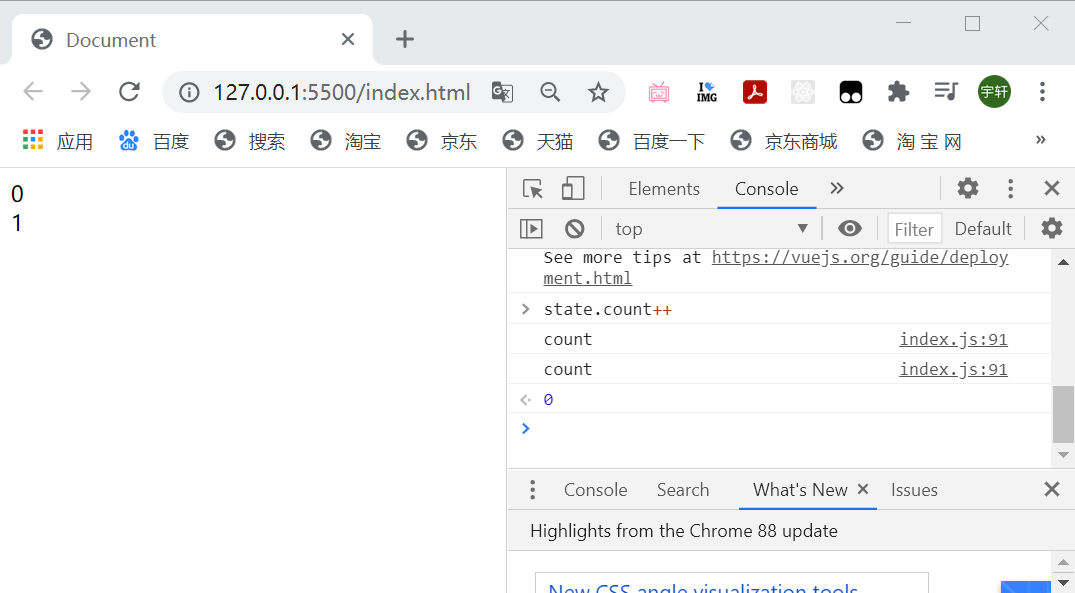 Document
127.0.0.1:5500/index.html
IMG
宇轩
应用 百度 搜索 淘宝 京东 天猫 百度一下 京东商城 淘 宝 网 »
0
1
Elements Console »
top Filter Default
See more tips at https://vuejs.org/guide/deploy
ment.html
> state.count++
count index.js:91
count index.js:91
0
>
Console Search What's New × Issues
Highlights from the Chrome 88 update
New CSS angle visualization tools